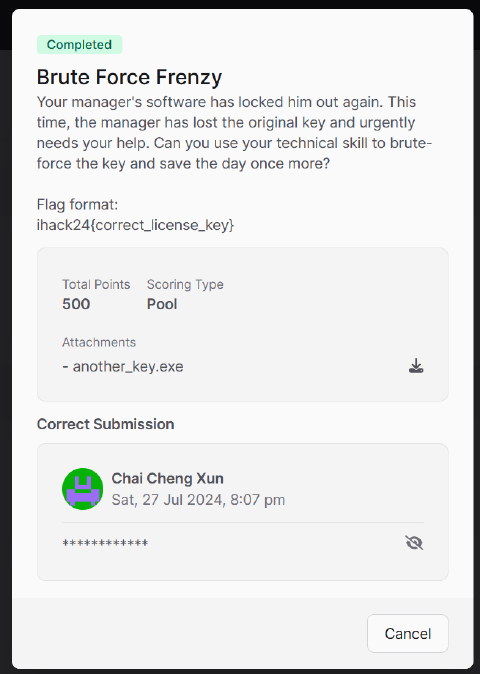 Completed
Brute Force Frenzy
Your manager's software has locked him out again. This
time, the manager has lost the original key and urgently
needs your help. Can you use your technical skill to brute-
force the key and save the day once more?
Flag format:
ihack24{correct_license_key}
Total Points Scoring Type
500 Pool
Attachments
- another_key.exe
Correct Submission
Chai Cheng Xun
Sat, 27 Jul 2024, 8:07 pm
************
Cancel